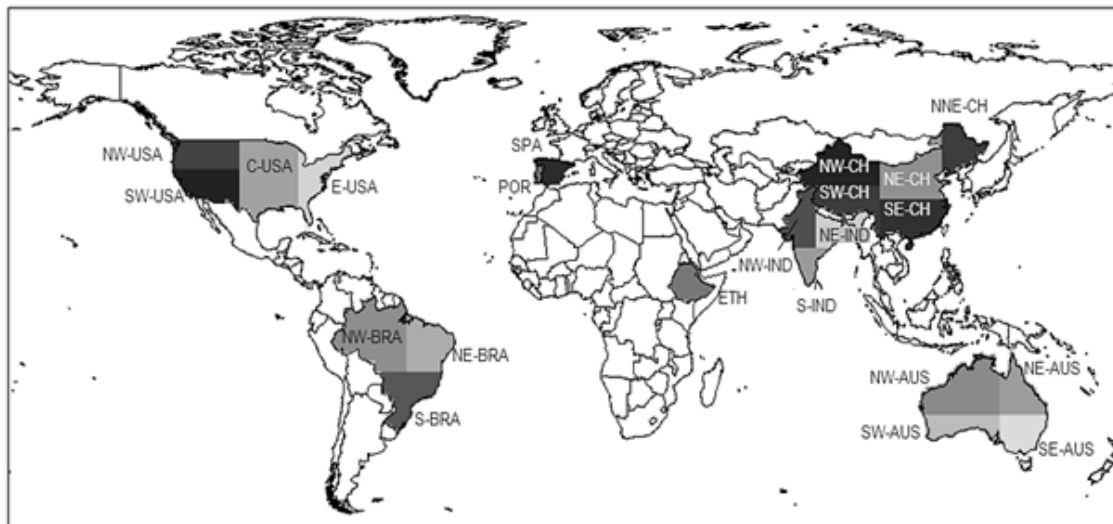 NNE-CH
SPA
NW-USA
C-USA
NW-CH
NE-CH
SW-USA
E-USA
POR
SW-CH
SE-CH
NE-IND
NW-IND
ETH
S-IND
NW-BRA
NE-BRA
NE-AUS
NW-AUS
S-BRA
SW-AUS
SE-AUS